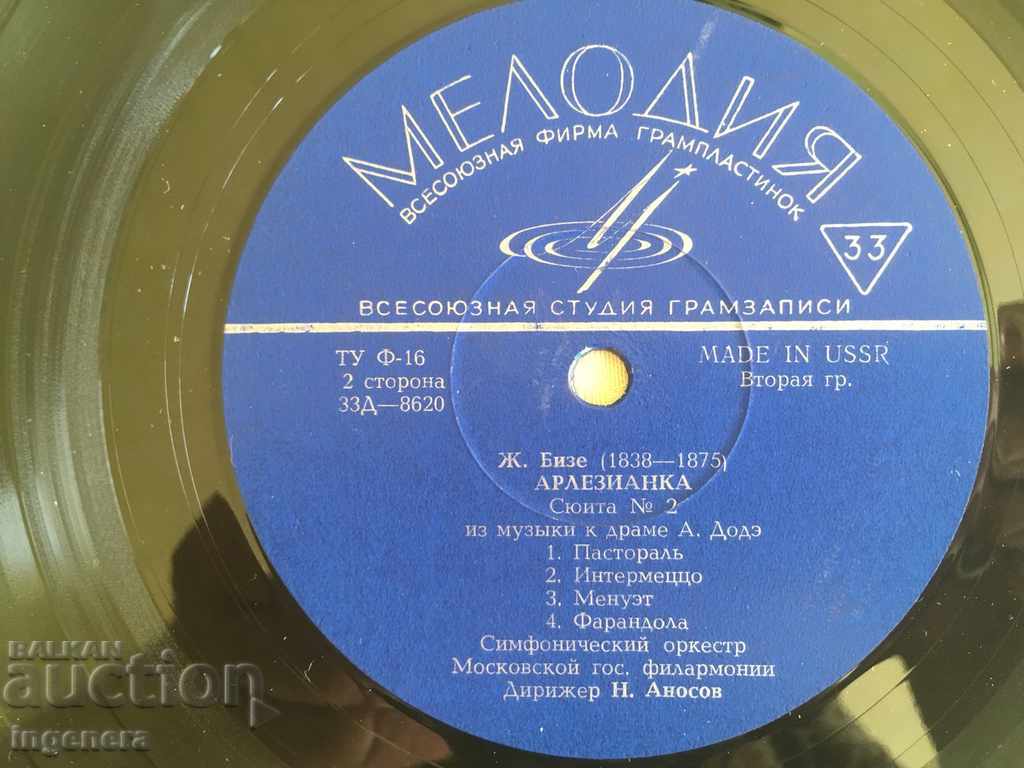 МЕЛОДИЯ
ВСЕСОЮЗНАЯ ФИРМА ГРАМПЛАСТИНОК
33
ВСЕСОЮЗНАЯ СТУДИЯ ГРАМЗАПИСИ
ТУ Ф-16
2 сторона
33Д—8620
MADE IN USSR
Вторая гр.
Ж. Бизе (1838—1875)
АРЛЕЗИАНКА
Сюита № 2
из музыки к драме А. Додэ
1. Пастораль
2. Интермеццо
3. Менуэт
4. Фарандола
Симфонический оркестр
Московской гос. филармонии
Дирижер Н. Аносов
BALKAN
auction
ingenera